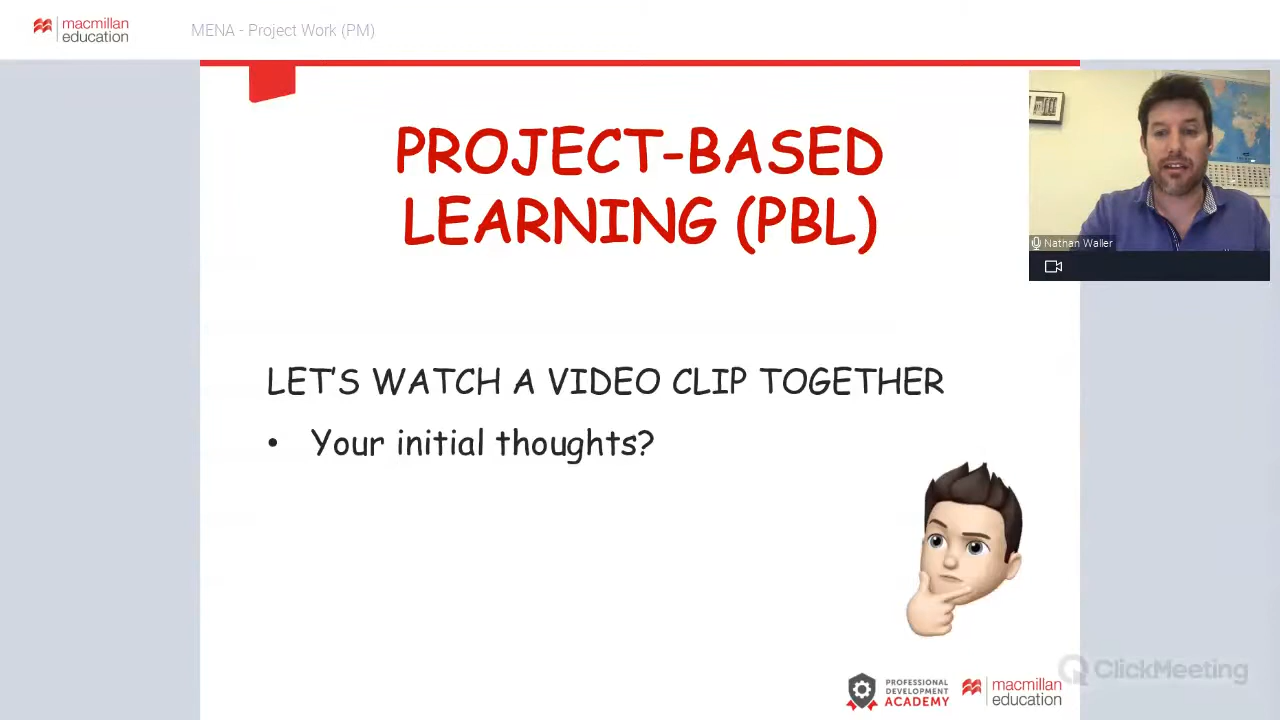 macmillan
education
MENA - Project Work (PM)
PROJECT-BASED
LEARNING (PBL)
Nathan Waller
LET'S WATCH A VIDEO CLIP TOGETHER
• Your initial thoughts?
PROFESSIONAL
DEVELOPMENT
ACADEMY
macmillan
education
ClickMeeting